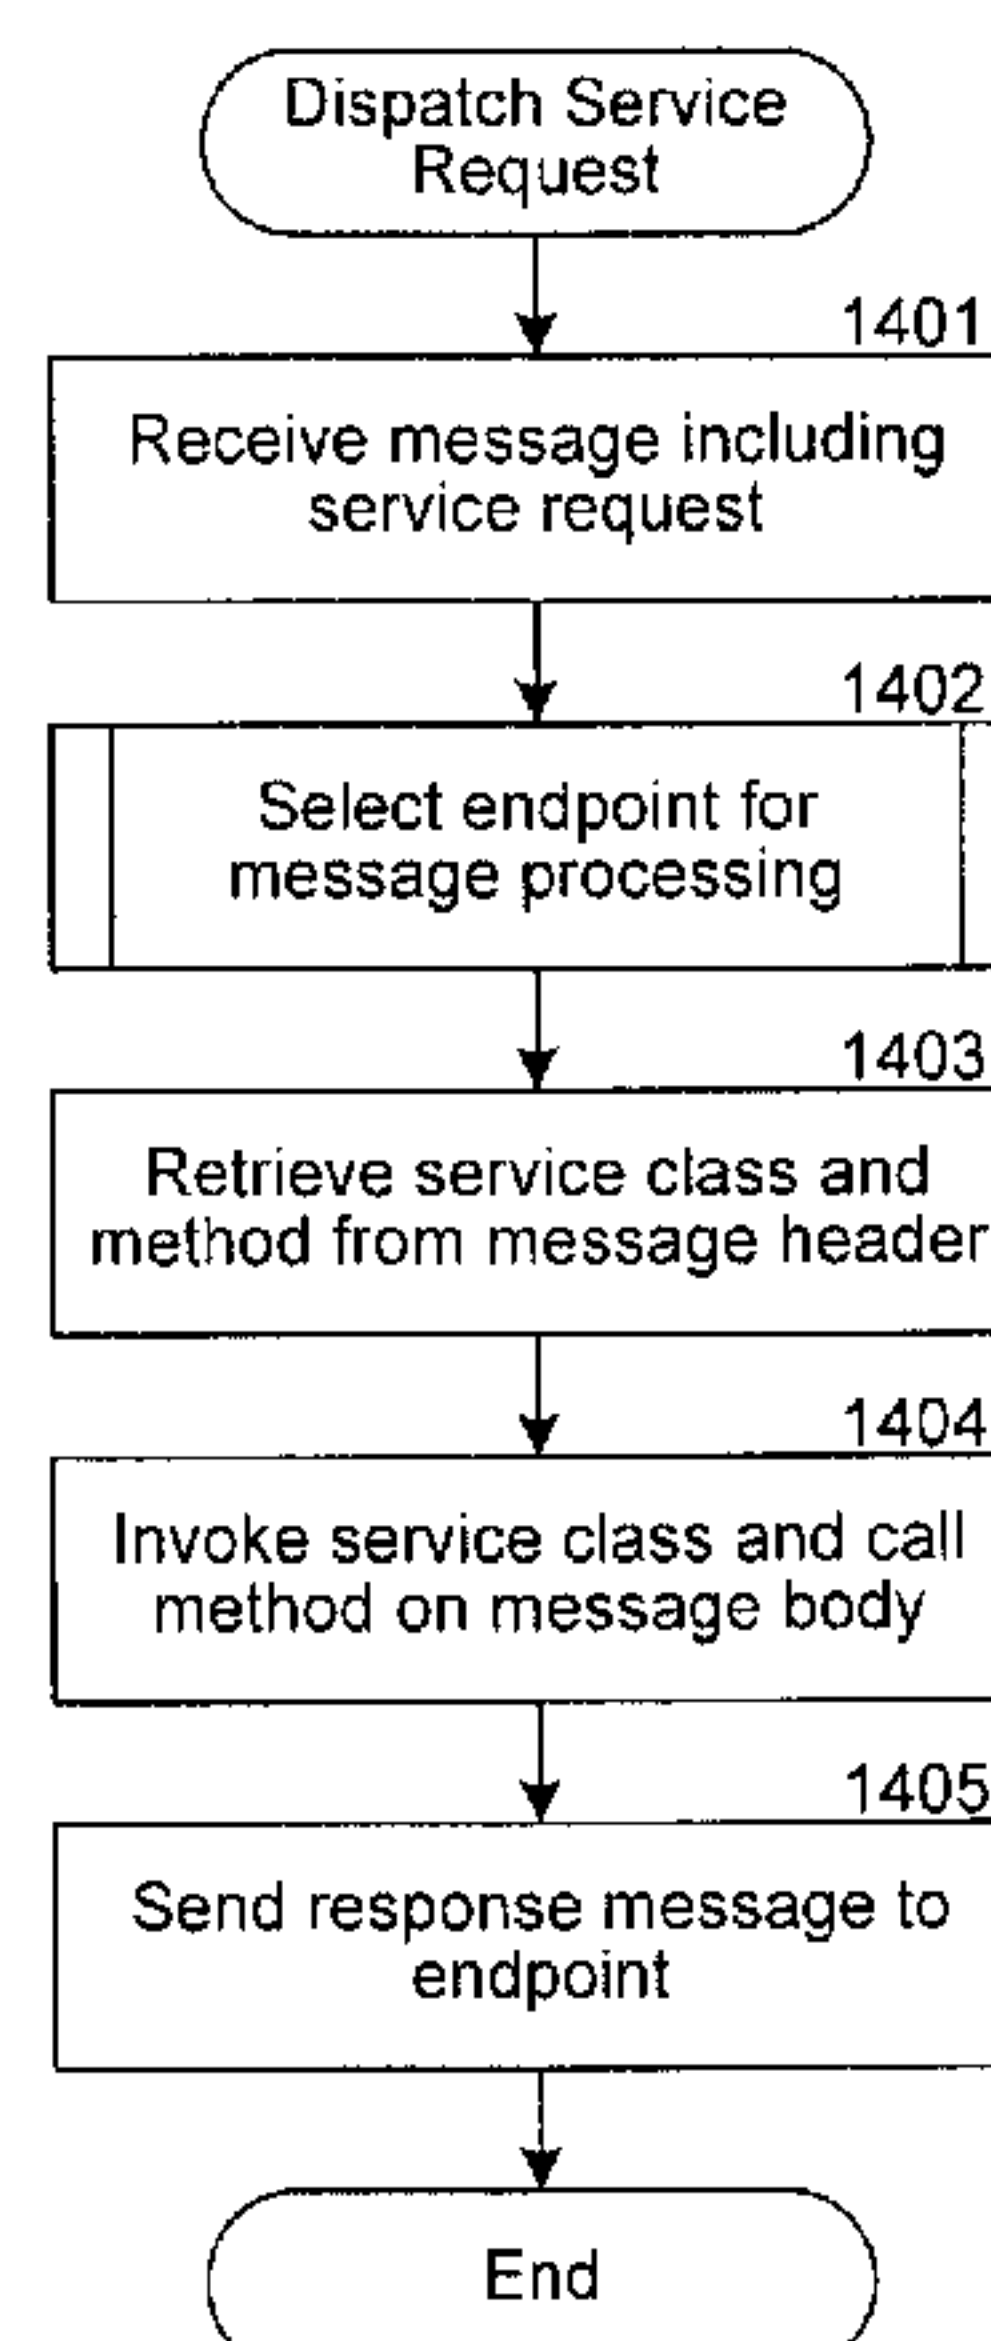 Dispatch Service
Request
1401
Receive message including
service request
1402
Select endpoint for
message processing
1403
Retrieve service class and
method from message header
1404
Invoke service class and call
method on message body
1405
Send response message to
endpoint
End